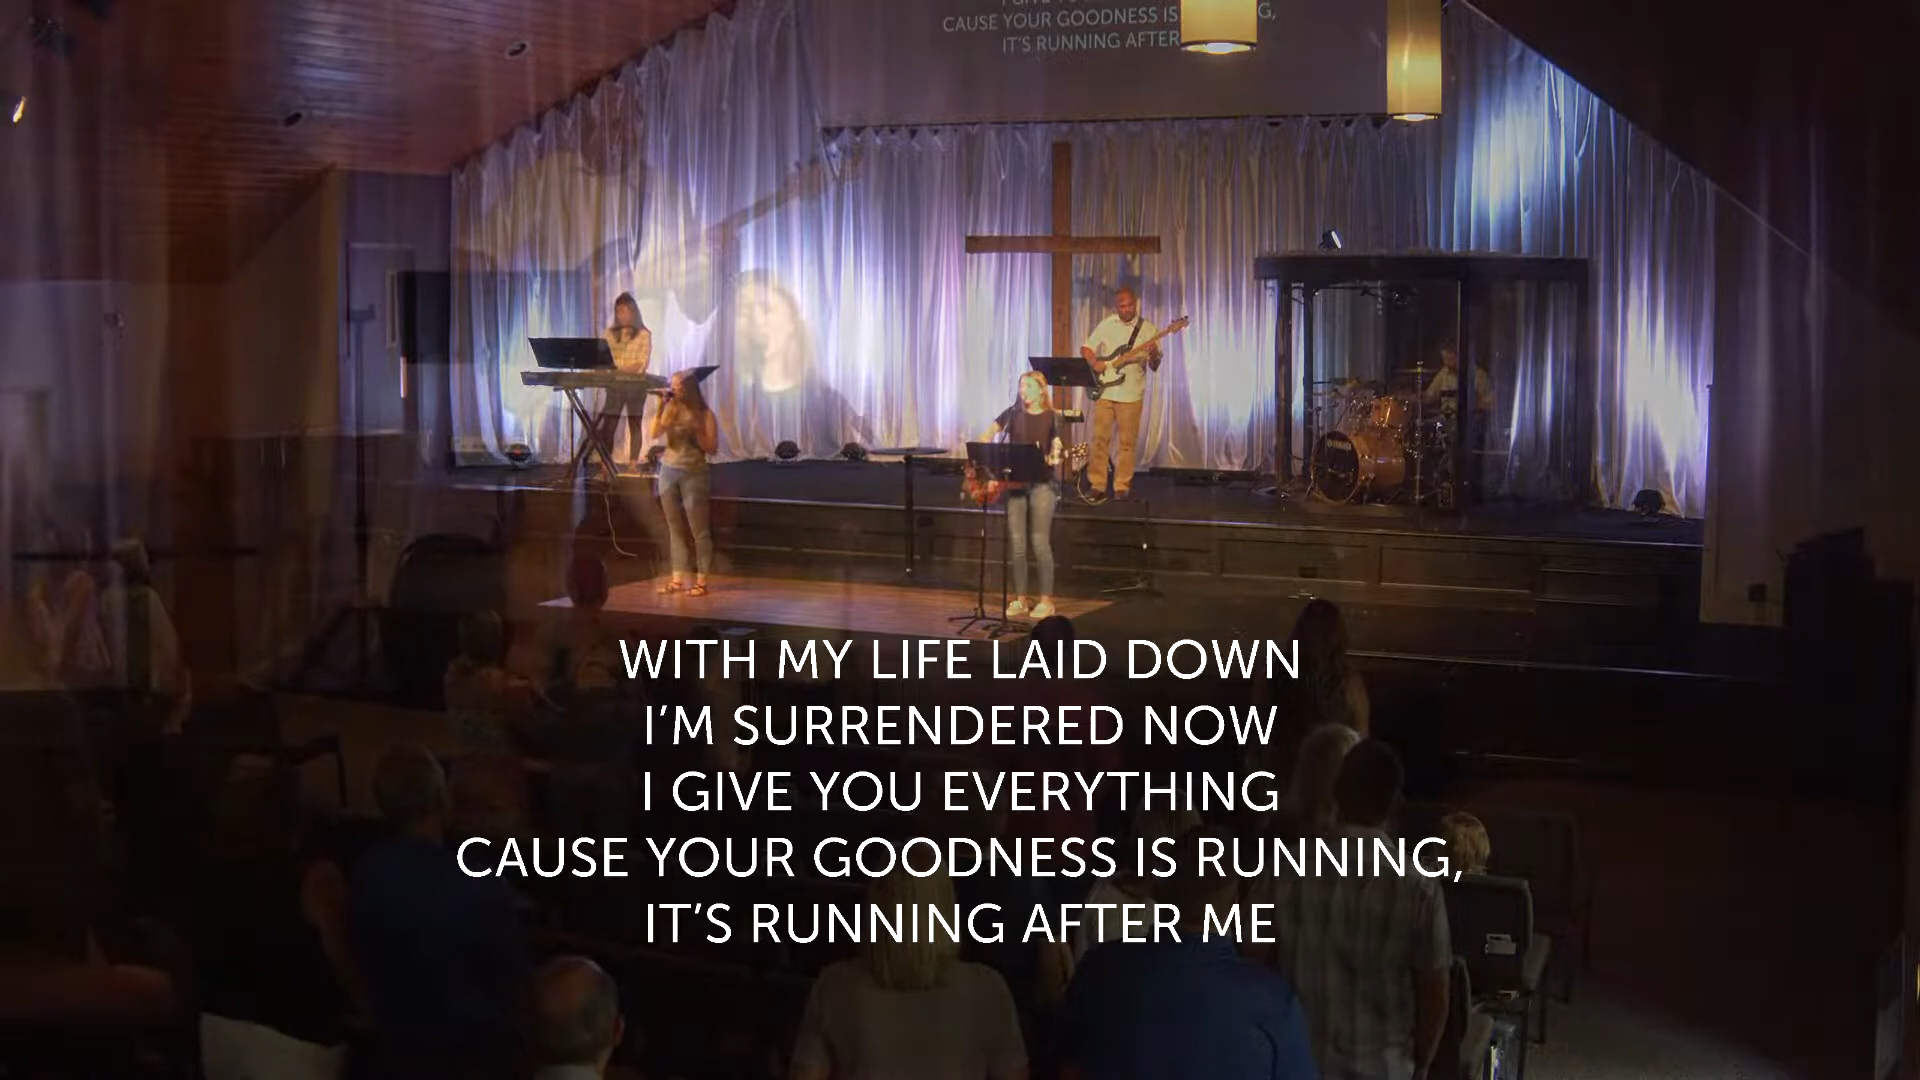 CAUSE YOUR GOODNESS IS
IT'S RUNNING AFTER
WITH MY LIFE LAID DOWN
I'M SURRENDERED NOW
I GIVE YOU EVERYTHING
CAUSE YOUR GOODNESS IS RUNNING,
IT'S RUNNING AFTER ME